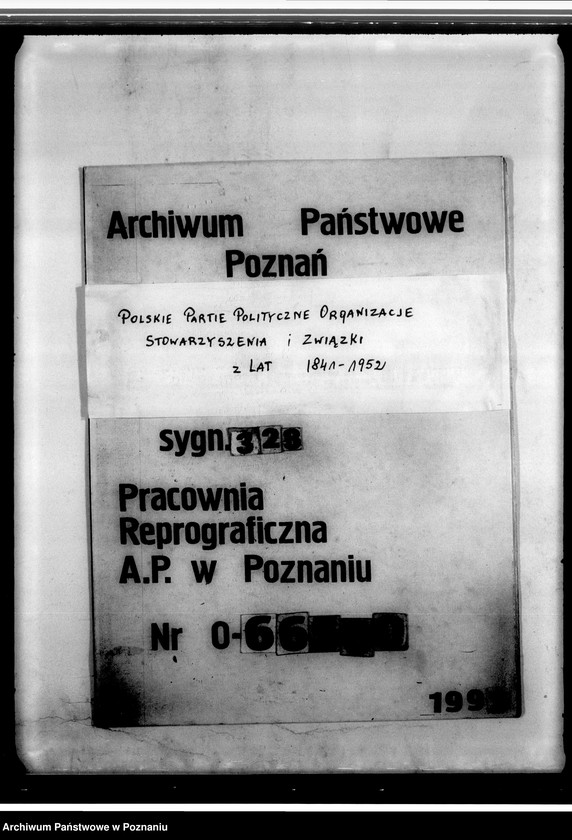 Archiwum Państwowe
Poznań
POLSKIE PARTIE POLITYCZNE ORGANIZACJE
STOWARZYSZENIA i ZWIĄZKI
z LAT 1841-1952
sygn. 328
Pracownia
Reprograficzna
A.P. w Poznaniu
Nr O-66
Archiwum Państwowe w Poznaniu